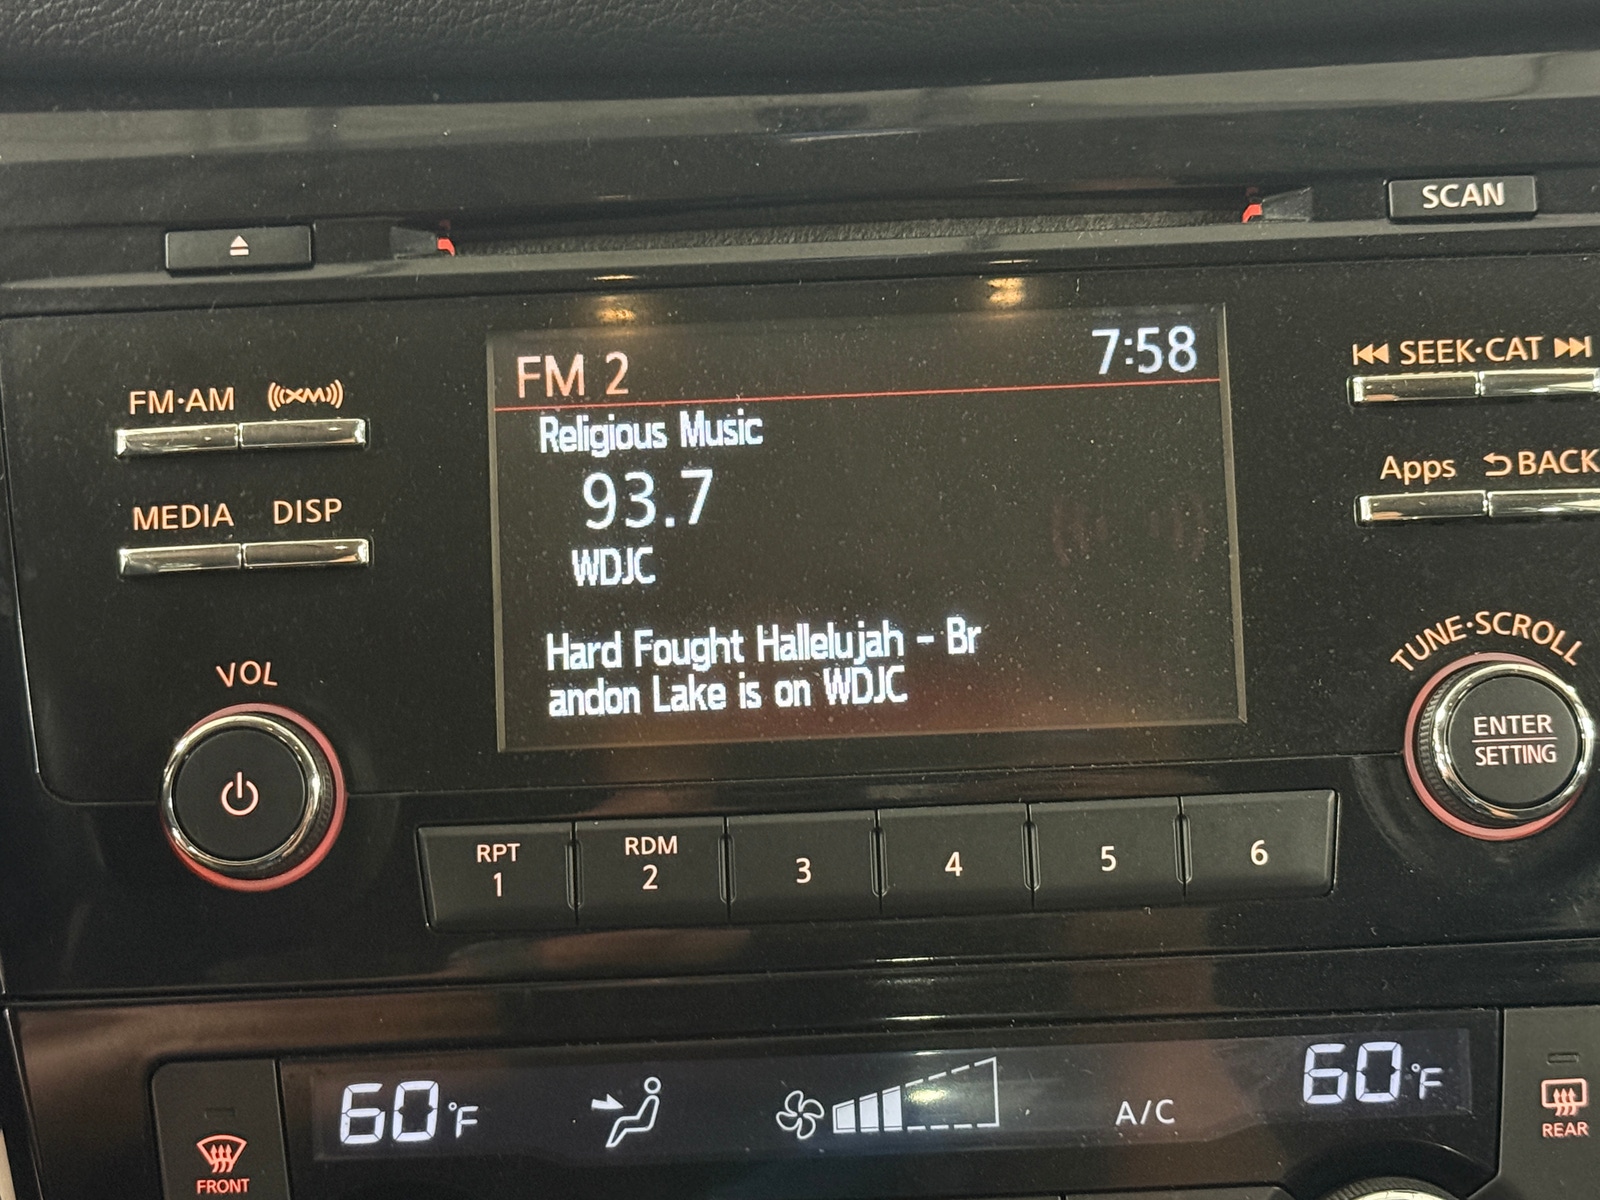 SCAN
FM·AM
XM
MEDIA
DISP
VOL
FM 2
7:58
Religious Music
93.7
WDJC
Hard Fought Hallelujah - Br
andon Lake is on WDJC
SEEK·CAT
Apps
BACK
TUNE·SCROLL
ENTER
SETTING
RPT
1
RDM
2
3
4
5
6
60°F
A/C
60°F
FRONT
REAR